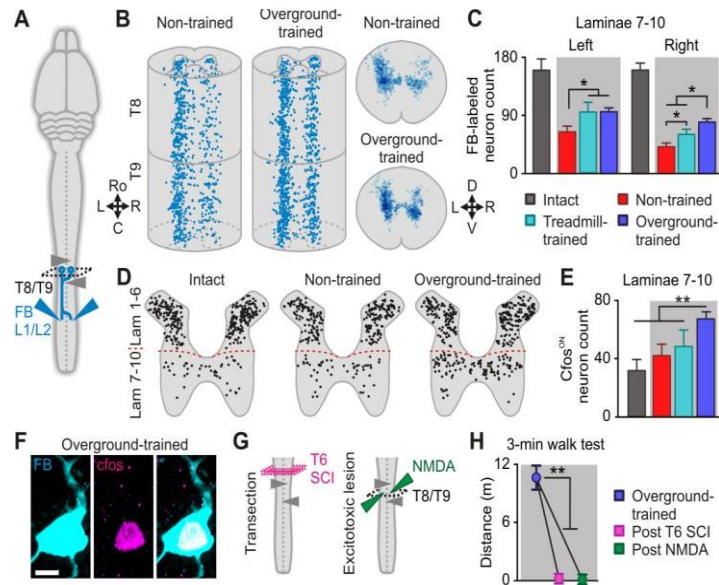 A
T8/T9
FB
L1/L2
B
Non-trained
Overground-
trained
T8
T9
Ro
L R
C
Non-trained
Overground-
trained
D
L R
V
C
Laminae 7-10
Left Right
FB-labeled
neuron count
180
90
0
*
*
*
Intact
Non-trained
Treadmill-
trained
Overground-
trained
D
Intact
Non-trained
Overground-trained
Lam 7-10
Lam 1-6
E
Laminae 7-10
Cfosᴼᴺ
neuron count
80
40
0
**
F
Overground-trained
FB
cfos
G
Transection
T6
SCI
Excitotoxic lesion
NMDA
T8/T9
H
3-min walk test
Distance (m)
12
6
0
**
Overground-
trained
Post T6 SCI
Post NMDA